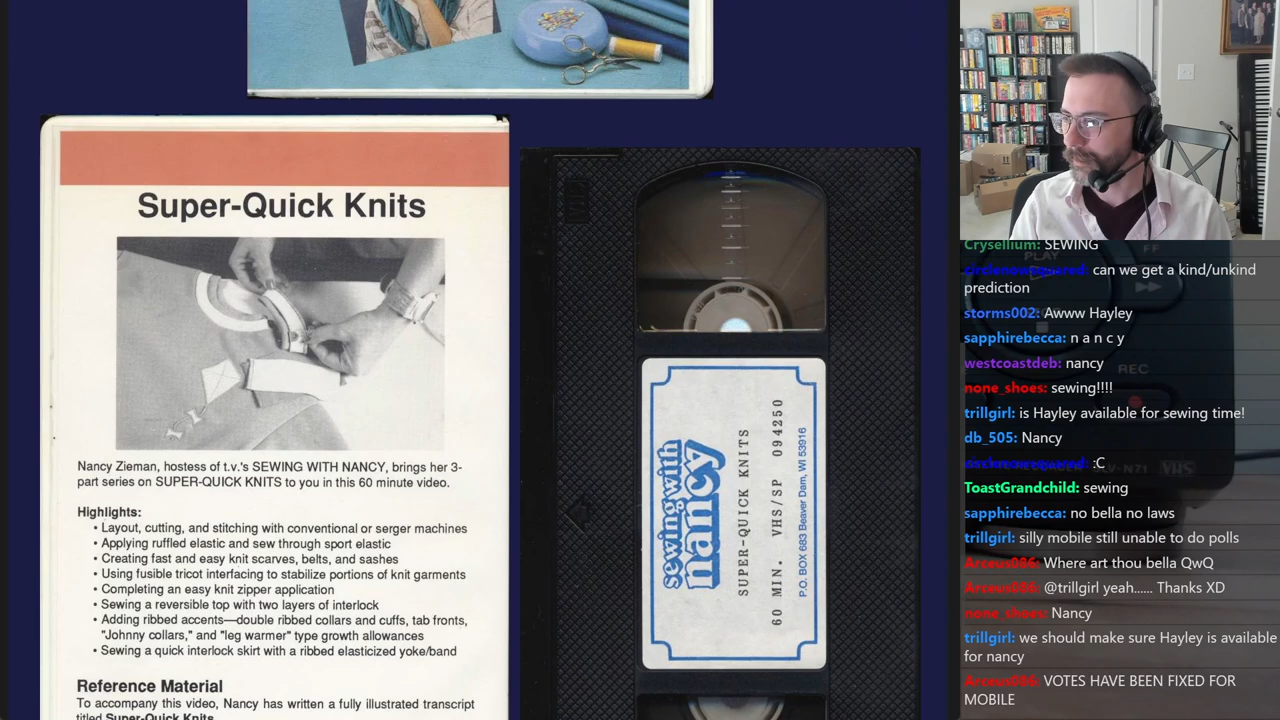 Super-Quick Knits
Nancy Zieman, hostess of t.v.'s SEWING WITH NANCY, brings her 3-
part series on SUPER-QUICK KNITS to you in this 60 minute video.
Highlights:
• Layout, cutting, and stitching with conventional or serger machines
• Applying ruffled elastic and sew through sport elastic
• Creating fast and easy knit scarves, belts, and sashes
• Using fusible tricot interfacing to stabilize portions of knit garments
• Completing an easy knit zipper application
• Sewing a reversible top with two layers of interlock
• Adding ribbed accents—double ribbed collars and cuffs, tab fronts,
"Johnny collars," and "leg warmer" type growth allowances
• Sewing a quick interlock skirt with a ribbed elasticized yoke/band
Reference Material
To accompany this video, Nancy has written a fully illustrated transcript
titled Super-Quick Knits
sewing with
nancy
SUPER-QUICK KNITS
60 MIN. VHS/SP 094250
P.O. BOX 683 Beaver Dam, WI 53916
Crysellium: SEWING
circlenowsquared: can we get a kind/unkind
prediction
storms002: Awww Hayley
sapphirebecca: n a n c y
westcoastdeb: nancy
none_shoes: sewing!!!!
trillgirl: is Hayley available for sewing time!
db_505: Nancy
circlenowsquared: :C
ToastGrandchild: sewing
sapphirebecca: no bella no laws
trillgirl: silly mobile still unable to do polls
Arceus086: Where art thou bella QwQ
Arceus086: @trillgirl yeah...... Thanks XD
none_shoes: Nancy
trillgirl: we should make sure Hayley is available
for nancy
Arceus086: VOTES HAVE BEEN FIXED FOR
MOBILE
PLAY
FF
REC
VHS